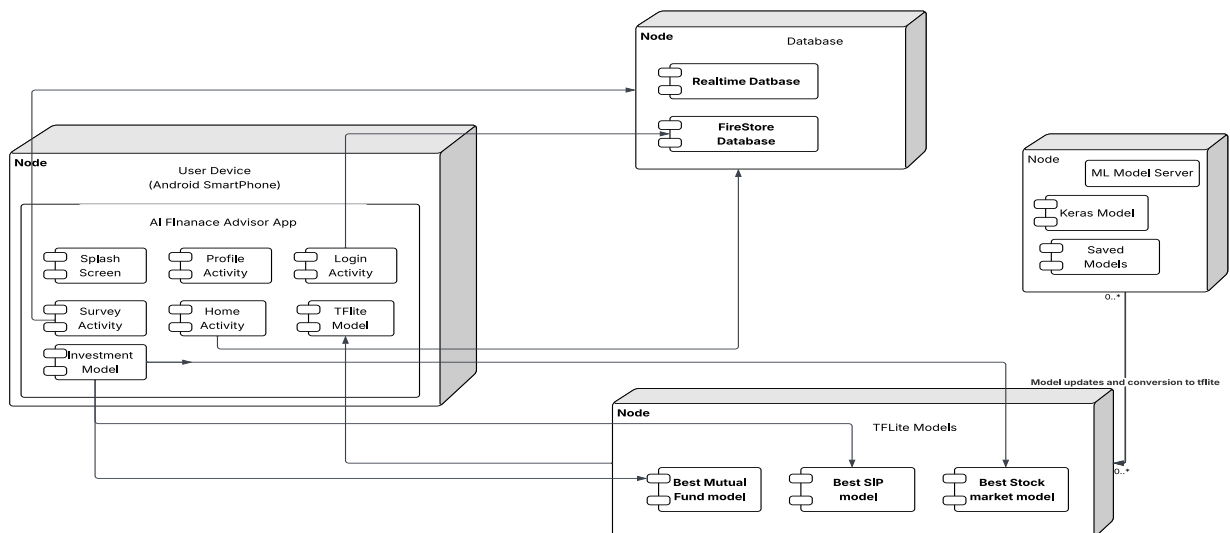 Node
Database
Realtime Datbase
FireStore
Database
Node
User Device
(Android SmartPhone)
AI FInanace Advisor App
Splash
Screen
Profile
Activity
Login
Activity
Survey
Activity
Home
Activity
TFlite
Model
Investment
Model
Node
ML Model Server
Keras Model
Saved
Models
0..*
Model updates and conversion to tflite
0..*
Node
TFLite Models
Best Mutual
Fund model
Best SIP
model
Best Stock
market model